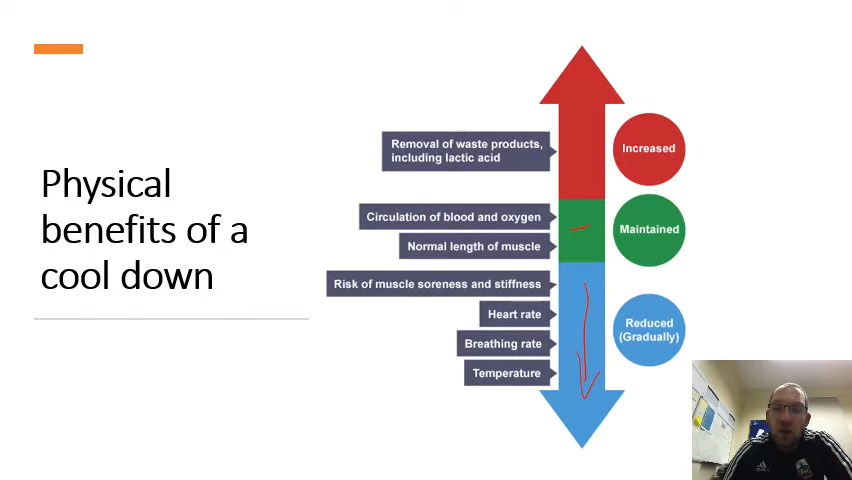 Physical
benefits of a
cool down
Removal of waste products,
including lactic acid
Increased
Circulation of blood and oxygen
Maintained
Normal length of muscle
Risk of muscle soreness and stiffness
Heart rate
Reduced
(Gradually)
Breathing rate
Temperature